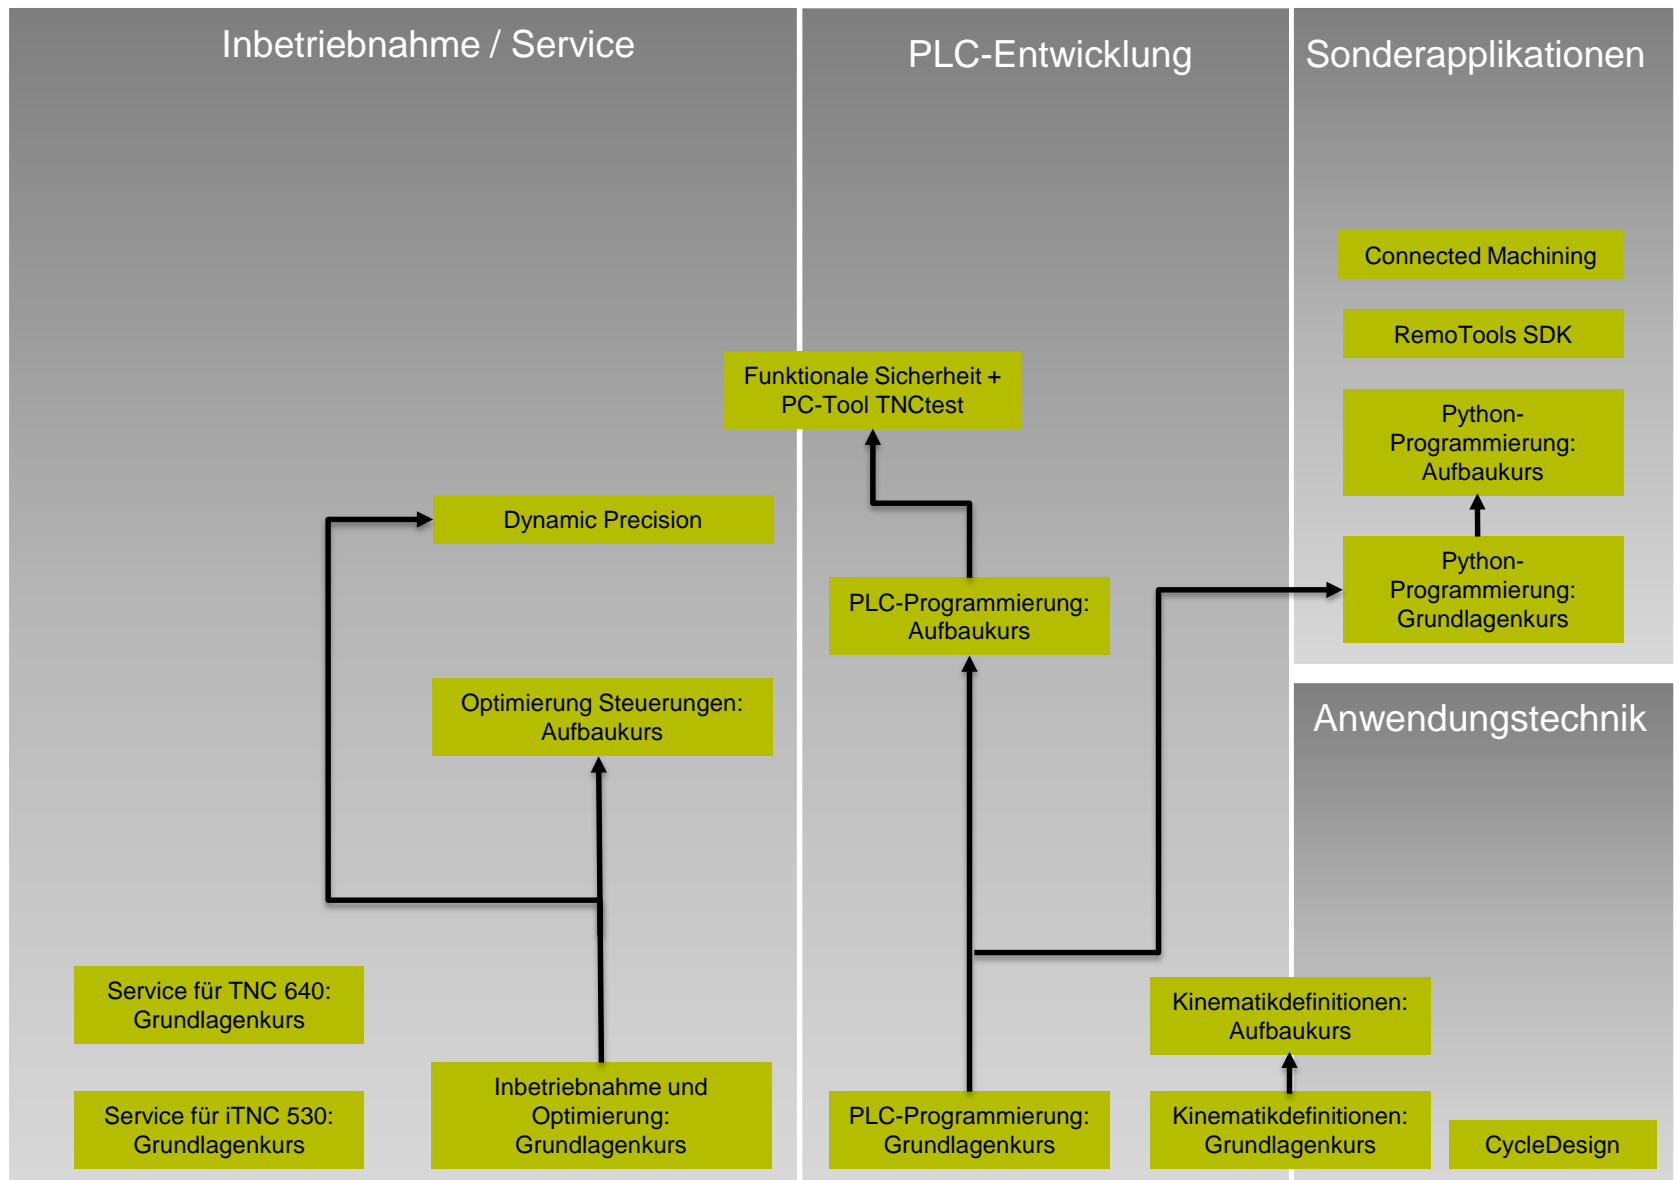 Inbetriebnahme / Service
PLC-Entwicklung
Sonderapplikationen
Connected Machining
RemoTools SDK
Funktionale Sicherheit +
PC-Tool TNCtest
Python-
Programmierung:
Aufbaukurs
Dynamic Precision
Python-
Programmierung:
Grundlagenkurs
PLC-Programmierung:
Aufbaukurs
Optimierung Steuerungen:
Aufbaukurs
Anwendungstechnik
Service für TNC 640:
Grundlagenkurs
Kinematikdefinitionen:
Aufbaukurs
Service für iTNC 530:
Grundlagenkurs
Inbetriebnahme und
Optimierung:
Grundlagenkurs
PLC-Programmierung:
Grundlagenkurs
Kinematikdefinitionen:
Grundlagenkurs
CycleDesign